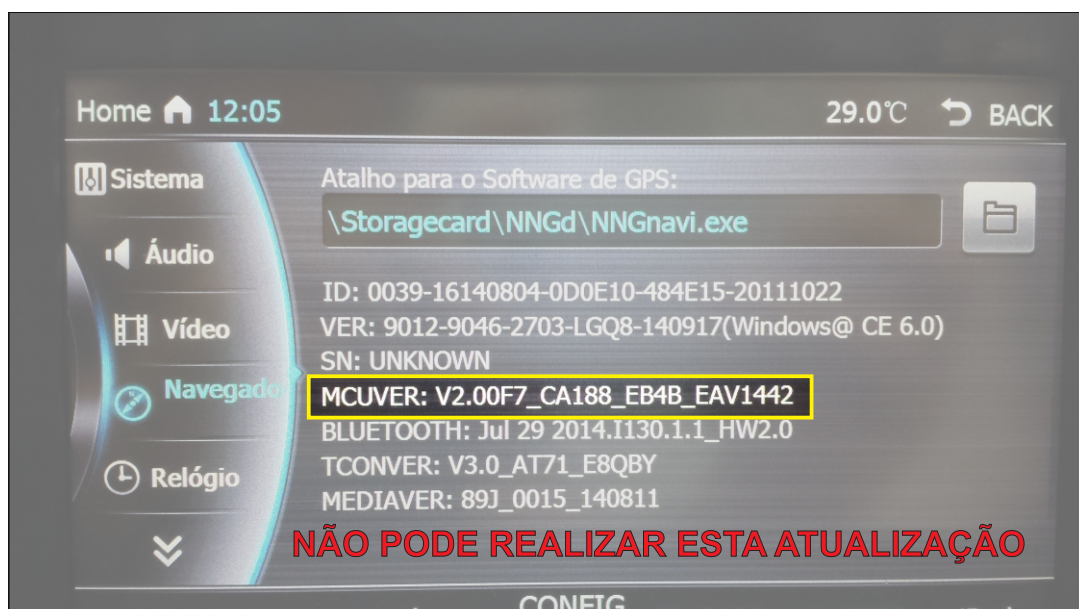 Home 12:05 29.0℃ BACK
Sistema
Áudio
Vídeo
Navegado
Relógio
Atalho para o Software de GPS:
\Storagecard\NNGd\NNGnavi.exe
ID: 0039-16140804-0D0E10-484E15-20111022
VER: 9012-9046-2703-LGQ8-140917(Windows@ CE 6.0)
SN: UNKNOWN
MCUVER: V2.00F7_CA188_EB4B_EAV1442
BLUETOOTH: Jul 29 2014.I130.1.1_HW2.0
TCONVER: V3.0_AT71_E8QBY
MEDIAVER: 89J_0015_140811
NÃO PODE REALIZAR ESTA ATUALIZAÇÃO
CONFIG